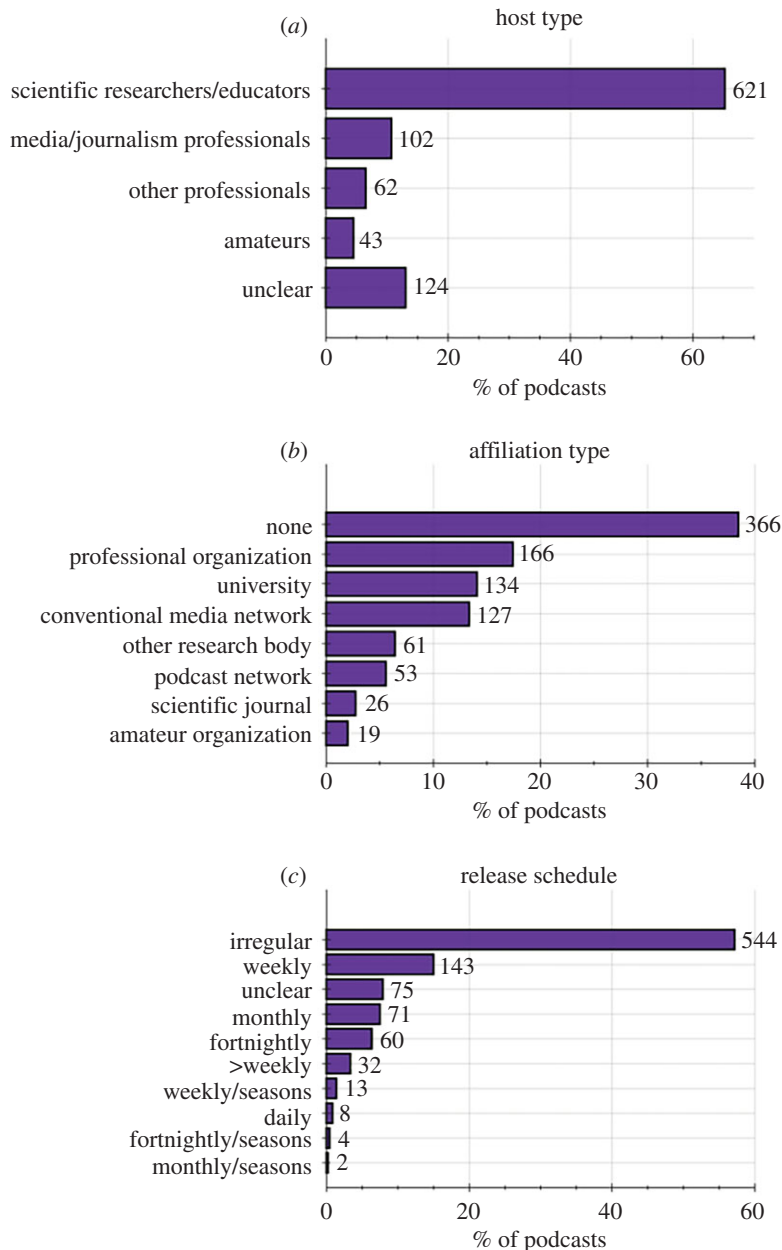 (a) host type
scientific researchers/educators 621
media/journalism professionals 102
other professionals 62
amateurs 43
unclear 124
0 20 40 60
% of podcasts
(b) affiliation type
none 366
professional organization 166
university 134
conventional media network 127
other research body 61
podcast network 53
scientific journal 26
amateur organization 19
0 10 20 30 40
% of podcasts
(c) release schedule
irregular 544
weekly 143
unclear 75
monthly 71
fortnightly 60
>weekly 32
weekly/seasons 13
daily 8
fortnightly/seasons 4
monthly/seasons 2
0 20 40 60
% of podcasts